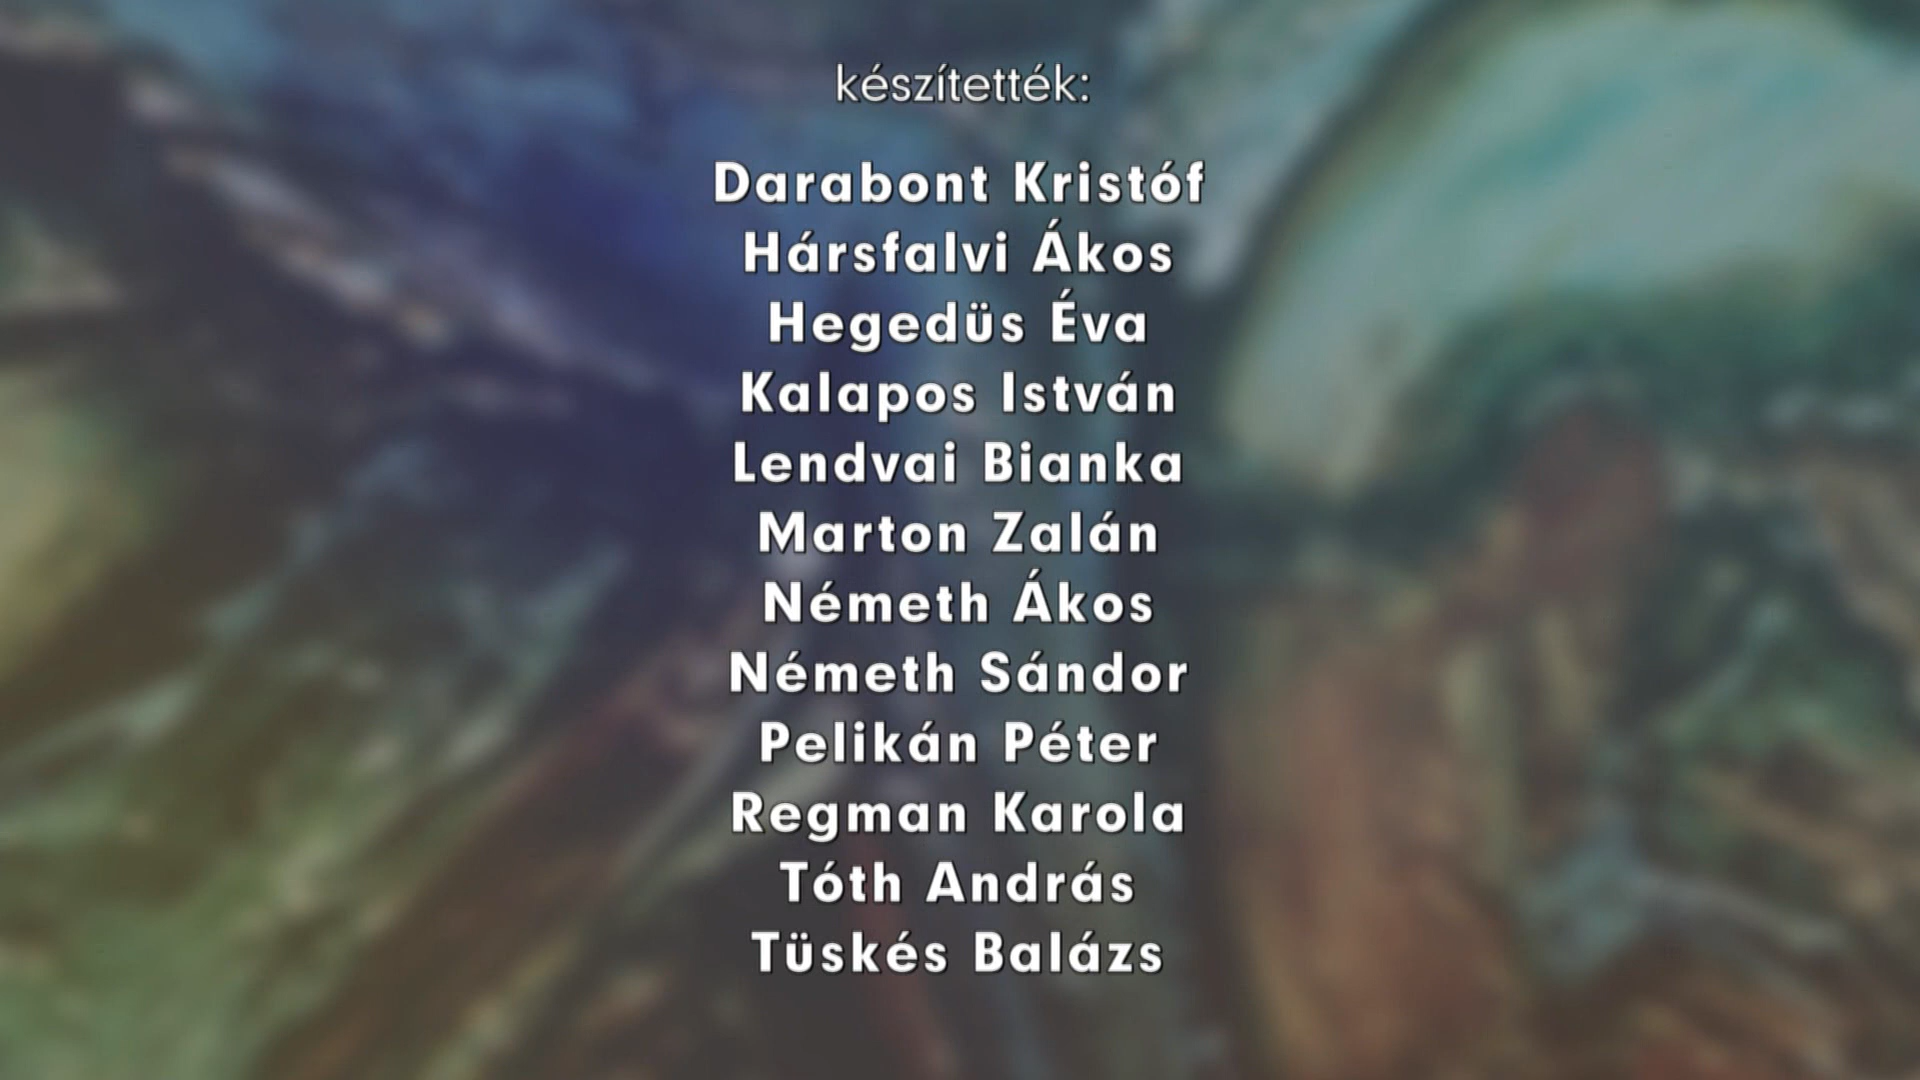 készítették:
Darabont Kristóf
Hársfalvi Ákos
Hegedüs Éva
Kalapos István
Lendvai Bianka
Marton Zalán
Németh Ákos
Németh Sándor
Pelikán Péter
Regman Karola
Tóth András
Tüskés Balázs